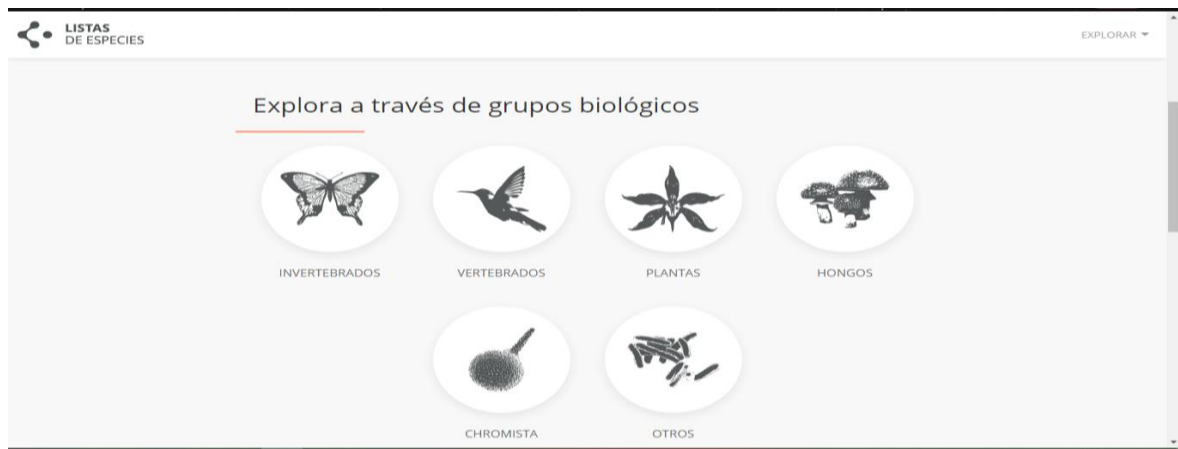 LISTAS
DE ESPECIES
EXPLORAR
Explora a través de grupos biológicos
INVERTEBRADOS
VERTEBRADOS
PLANTAS
HONGOS
CHROMISTA
OTROS